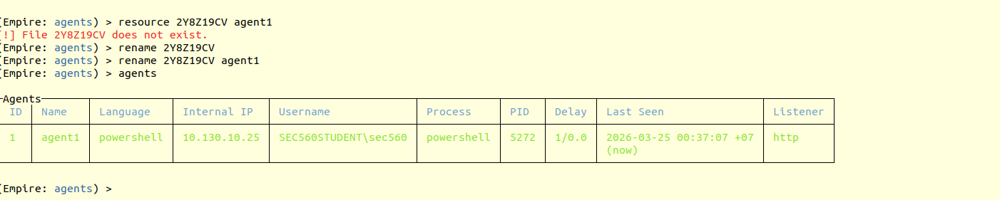 (Empire: agents) > resource 2Y8Z19CV agent1
[!] File 2Y8Z19CV does not exist.
(Empire: agents) > rename 2Y8Z19CV
(Empire: agents) > rename 2Y8Z19CV agent1
(Empire: agents) > agents
Agents
ID Name Language Internal IP Username Process PID Delay Last Seen Listener
1 agent1 powershell 10.130.10.25 SEC560STUDENT\sec560 powershell 5272 1/0.0 2026-03-25 00:37:07 +07 http
(now)
(Empire: agents) >